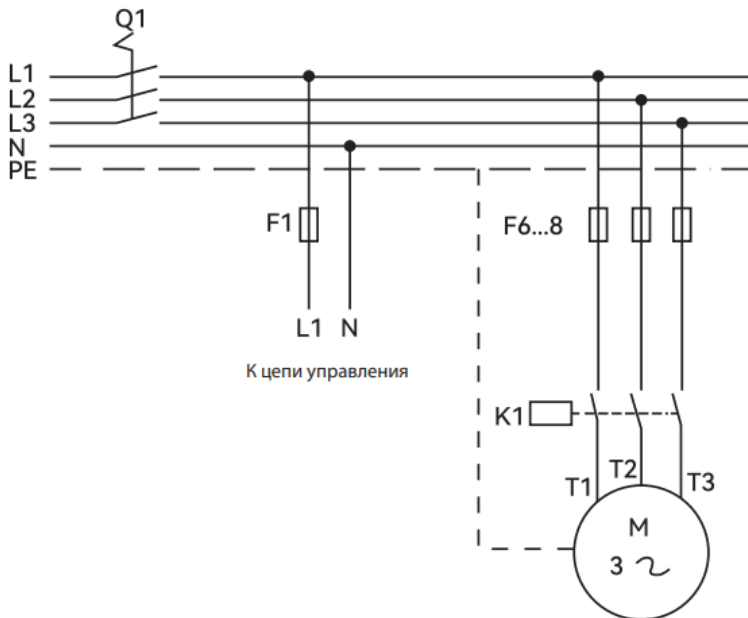 Q1
L1
L2
L3
N
PE
F1
F6...8
L1 N
К цепи управления
K1
T1 T2 T3
M
3